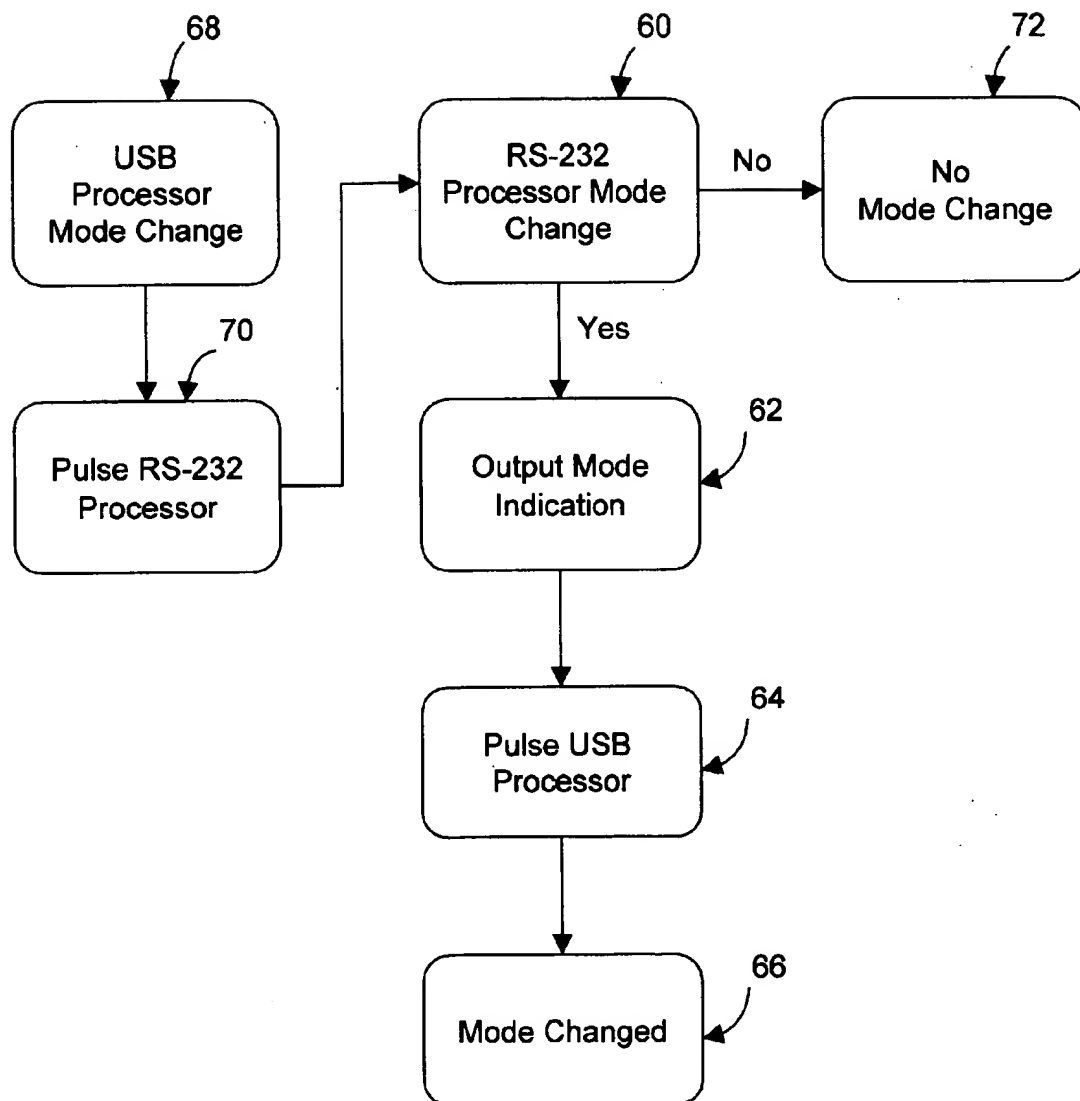 68
60
72
USB
Processor
Mode Change
RS-232
Processor Mode
Change
No
No
Mode Change
70
Yes
Pulse RS-232
Processor
62
Output Mode
Indication
64
Pulse USB
Processor
66
Mode Changed